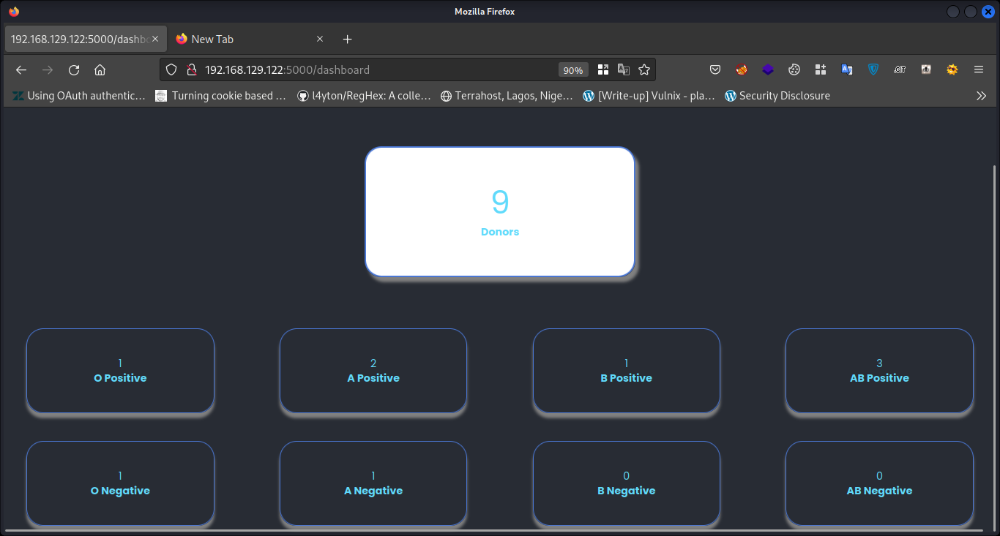 Mozilla Firefox
192.168.129.122:5000/dashbo
New Tab
192.168.129.122:5000/dashboard
90%
.GIT
Using OAuth authentic…
Turning cookie based …
l4yton/RegHex: A colle…
Terrahost, Lagos, Nige…
[Write-up] Vulnix - pla…
Security Disclosure
9
Donors
1
O Positive
2
A Positive
1
B Positive
3
AB Positive
1
O Negative
1
A Negative
0
B Negative
0
AB Negative